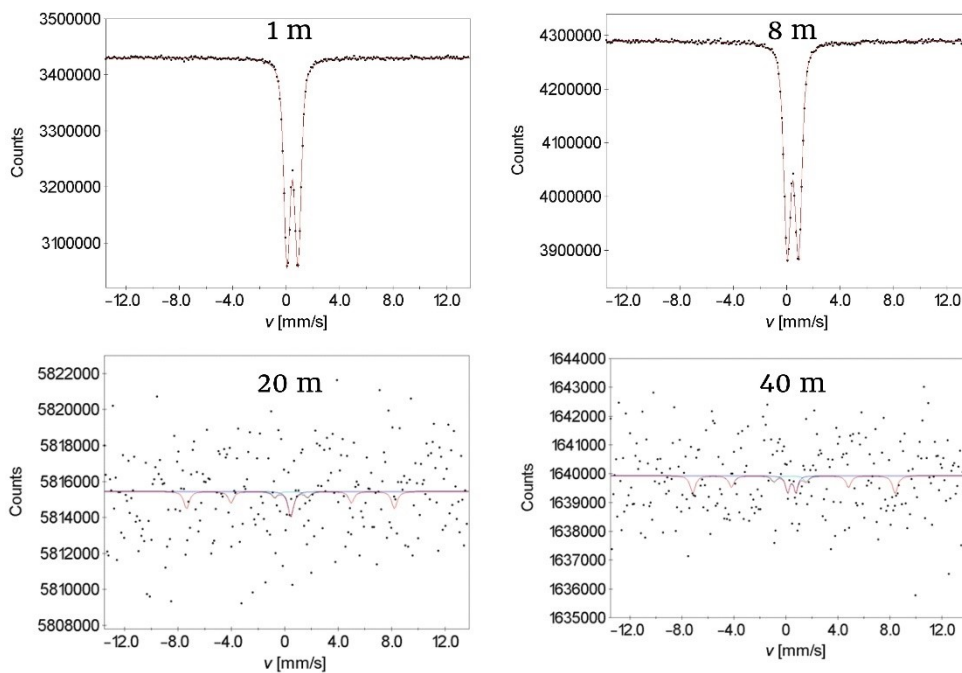 1 m
3500000
3400000
3300000
3200000
3100000
Counts
−12.0 −8.0 −4.0 0 4.0 8.0 12.0
v [mm/s]
8 m
4300000
4200000
4100000
4000000
3900000
Counts
−12.0 −8.0 −4.0 0 4.0 8.0 12.0
v [mm/s]
20 m
5822000
5820000
5818000
5816000
5814000
5812000
5810000
5808000
Counts
−12.0 −8.0 −4.0 0 4.0 8.0 12.0
v [mm/s]
40 m
1644000
1643000
1642000
1641000
1640000
1639000
1638000
1637000
1636000
1635000
Counts
−12.0 −8.0 −4.0 0 4.0 8.0 12.0
v [mm/s]